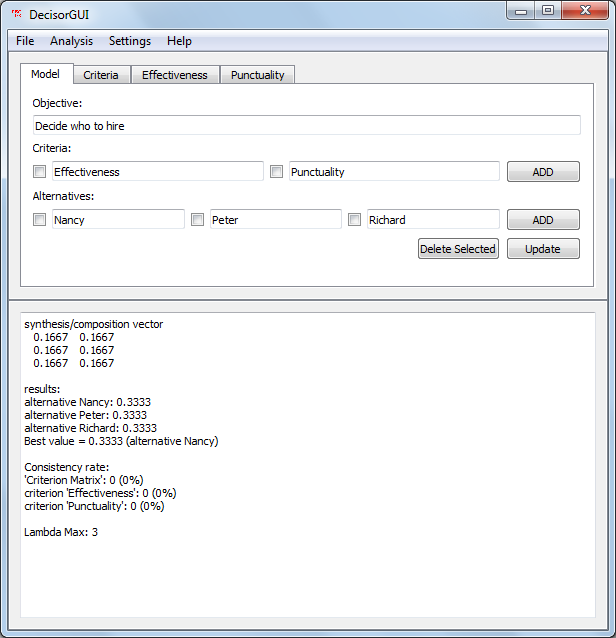 DecisorGUI
File Analysis Settings Help
Model Criteria Effectiveness Punctuality
Objective:
Decide who to hire
Criteria:
Effectiveness Punctuality ADD
Alternatives:
Nancy Peter Richard ADD
Delete Selected Update
synthesis/composition vector
0.1667 0.1667
0.1667 0.1667
0.1667 0.1667
results:
alternative Nancy: 0.3333
alternative Peter: 0.3333
alternative Richard: 0.3333
Best value = 0.3333 (alternative Nancy)
Consistency rate:
'Criterion Matrix': 0 (0%)
criterion 'Effectiveness': 0 (0%)
criterion 'Punctuality': 0 (0%)
Lambda Max: 3